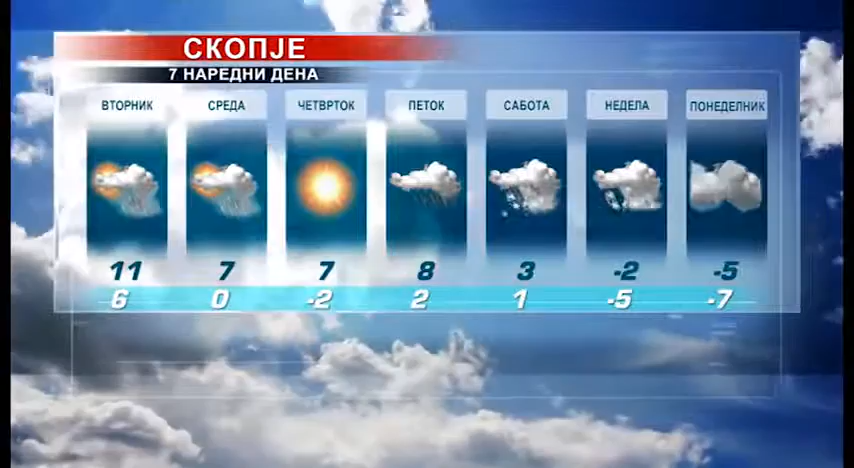 СКОПЈЕ
7 НАРЕДНИ ДЕНА
ВТОРНИК СРЕДА ЧЕТВРТОК ПЕТОК САБОТА НЕДЕЛА ПОНЕДЕЛНИК
11 7 7 8 3 -2 -5
6 0 -2 2 1 -5 -7